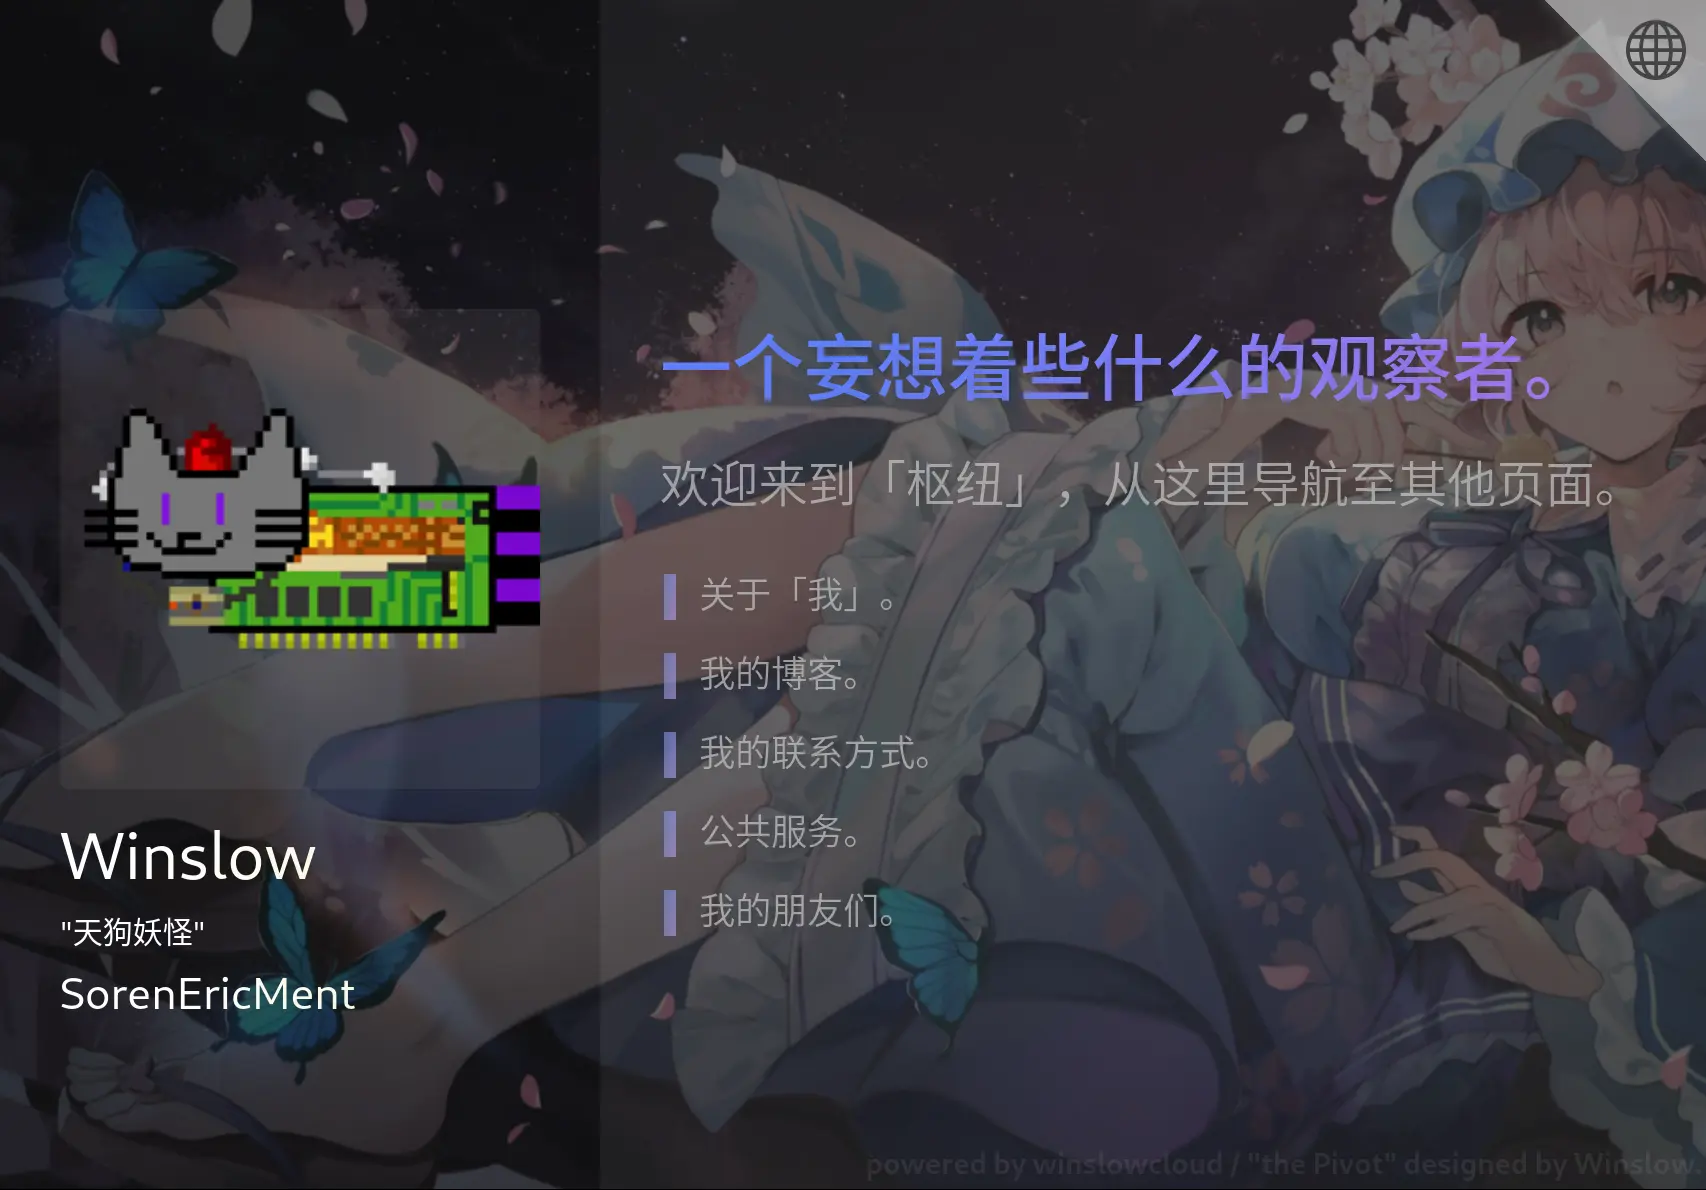 一个妄想着些什么的观察者。
欢迎来到「枢纽」，从这里导航至其他页面。
关于「我」。
我的博客。
我的联系方式。
公共服务。
我的朋友们。
Winslow
"天狗妖怪"
SorenEricMent
powered by winslowcloud / "the Pivot" designed by Winslow.